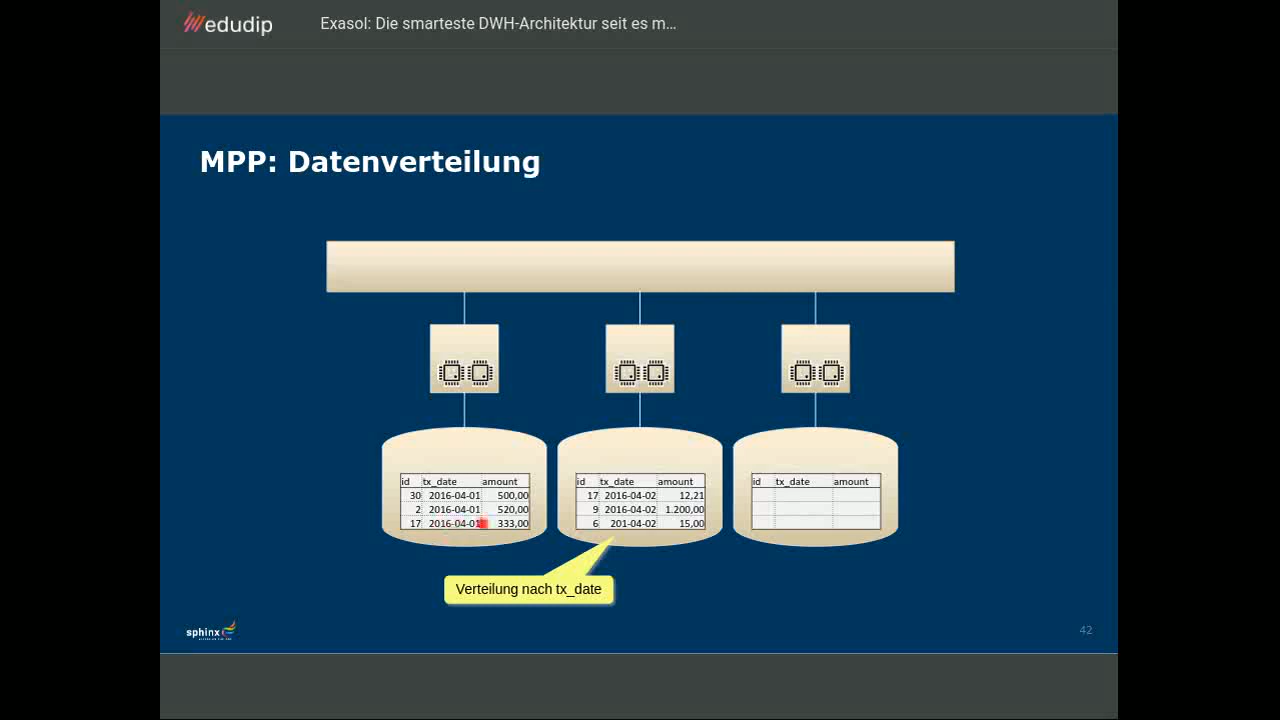 edudip
Exasol: Die smarteste DWH-Architektur seit es m…
MPP: Datenverteilung
id tx_date amount
30 2016-04-01 500,00
2 2016-04-01 520,00
17 2016-04-01 333,00
id tx_date amount
17 2016-04-02 12,21
9 2016-04-02 1.200,00
6 201-04-02 15,00
id tx_date amount
Verteilung nach tx_date
sphinx
42